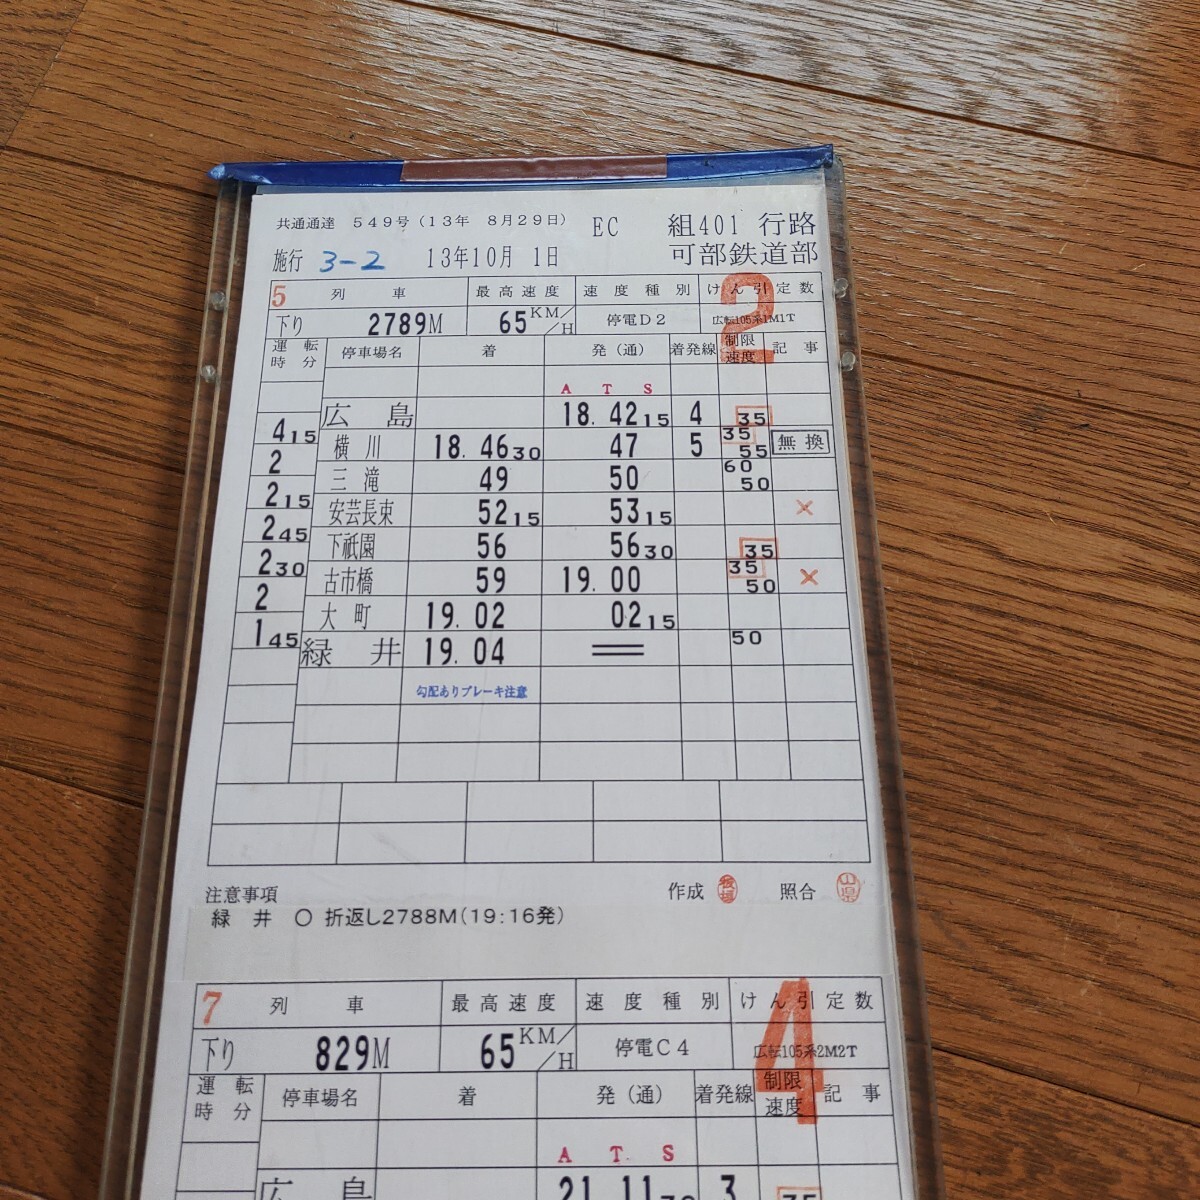 共通通達 549号(13年 8月29日) EC 組401 行路
施行 3-2 13年10月 1日 可部鉄道部
5 列車 最高速度 速度種別 けん引定数
下り 2789M 65KM/H 停電D2 広転105系1M1T
2
運転時分 停車場名 着 発(通) 着発線 制限速度 記事
A T S
広島 18.42 15 4 35
4 15
横川 18.46 30 47 5 35 55 無換
2
三滝 49 50 60 50
2 15
安芸長束 52 15 53 15 ×
2 45
下祇園 56 56 30 35
2 30
古市橋 59 19.00 35 50 ×
2
大町 19.02 02 15
1 45
緑井 19.04 ══ 50
勾配ありブレーキ注意
注意事項 作成 照合
緑井 ○ 折返し2788M(19:16発)
7 列車 最高速度 速度種別 けん引定数
下り 829M 65KM/H 停電C4 広転105系2M2T
4
運転時分 停車場名 着 発(通) 着発線 制限速度 記事
A T S
広島 21.11 30 3 35